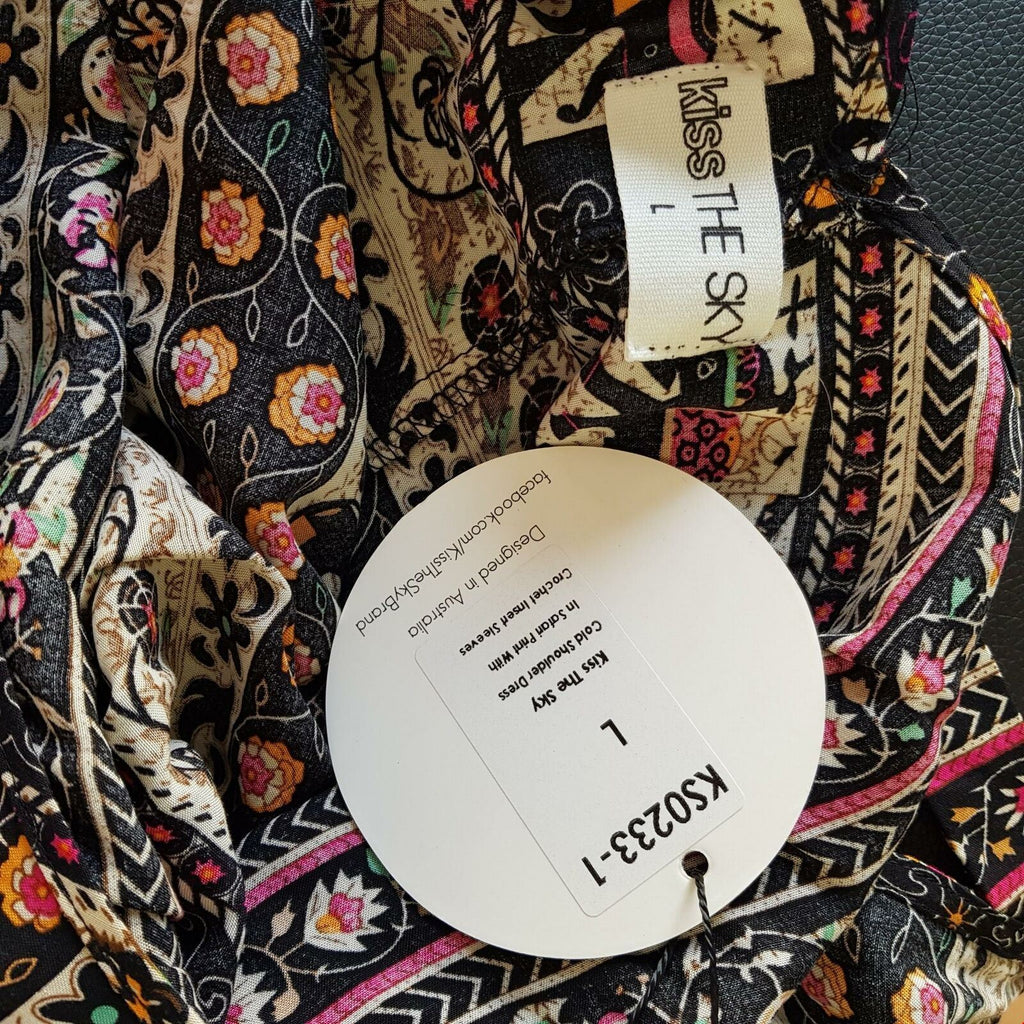 kiss THE SKY
L
facebook.com/KissTheSkyBrand
Designed in Australia
KS0233-1
L
Kiss The Sky
Cold Shoulder Dress
In Safari Print With
Crochet Insert Sleeves